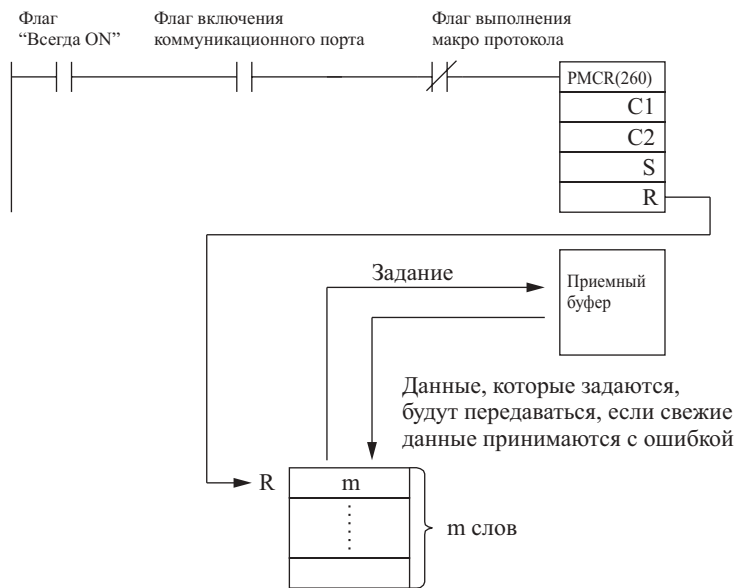 Флаг
“Всегда ON”
Флаг включения
коммуникационного порта
Флаг выполнения
макро протокола
PMCR(260)
C1
C2
S
R
Задание
Приемный
буфер
Данные, которые задаются,
будут передаваться, если свежие
данные принимаются с ошибкой
R
m
m слов